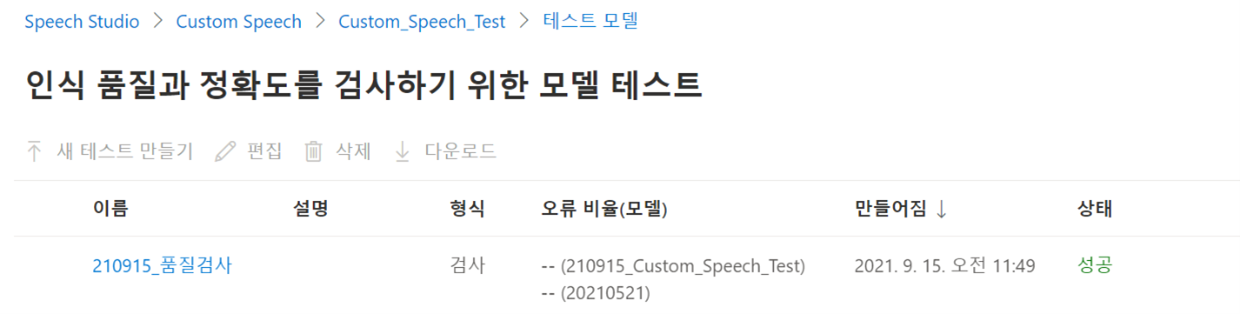 Speech Studio > Custom Speech > Custom_Speech_Test > 테스트 모델
인식 품질과 정확도를 검사하기 위한 모델 테스트
새 테스트 만들기 편집 삭제 다운로드
이름 설명 형식 오류 비율(모델) 만들어짐 ↓ 상태
210915_품질검사 검사 -- (210915_Custom_Speech_Test) 2021. 9. 15. 오전 11:49 성공
-- (20210521)